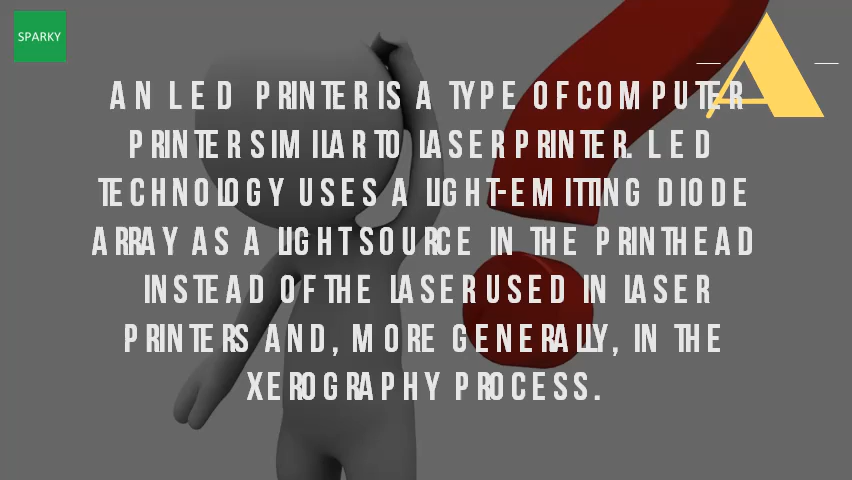 SPARKY
A
AN LED PRINTER IS A TYPE OF COMPUTER
PRINTER SIMILAR TO LASER PRINTER. LED
TECHNOLOGY USES A LIGHT-EMITTING DIODE
ARRAY AS A LIGHT SOURCE IN THE PRINTHEAD
INSTEAD OF THE LASER USED IN LASER
PRINTERS AND, MORE GENERALLY, IN THE
XEROGRAPHY PROCESS.